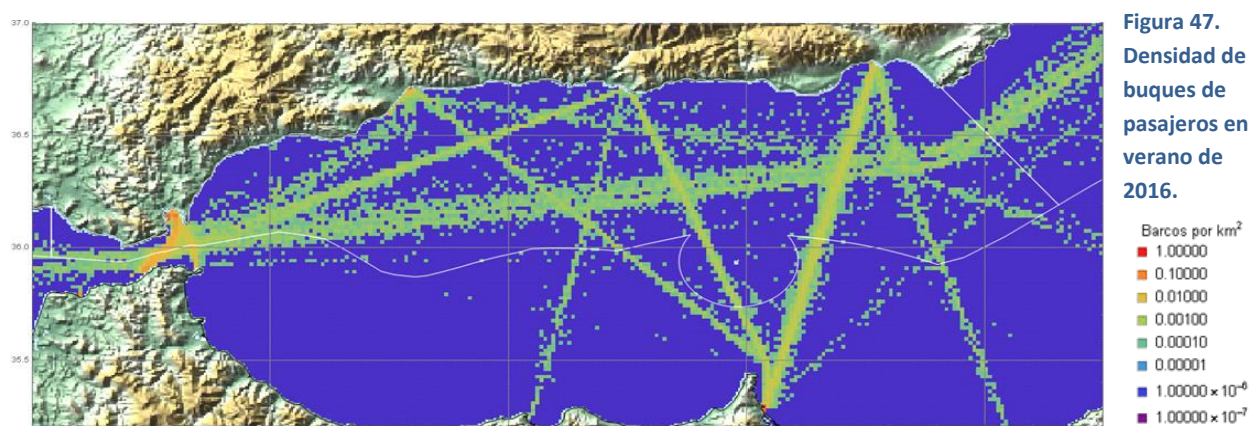 37.0
36.5
36.0
35.5
Figura 47.
Densidad de
buques de
pasajeros en
verano de
2016.
Barcos por km²
1.00000
0.10000
0.01000
0.00100
0.00010
0.00001
1.00000 × 10⁻⁶
1.00000 × 10⁻⁷